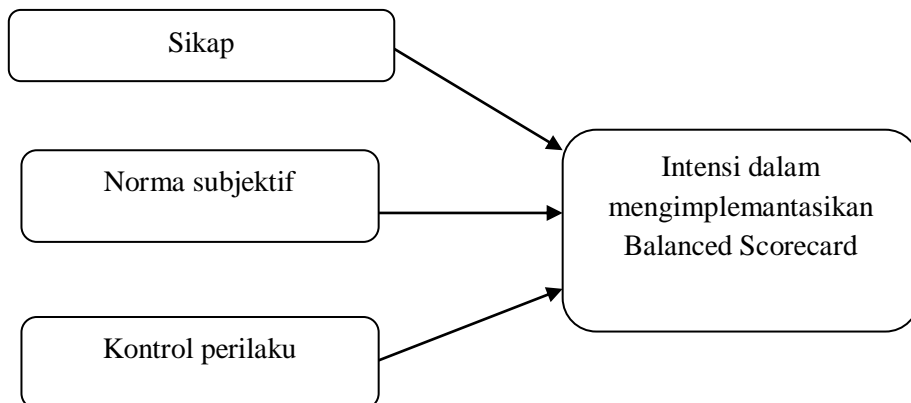 Sikap
Norma subjektif
Kontrol perilaku
Intensi dalam
mengimplemantasikan
Balanced Scorecard